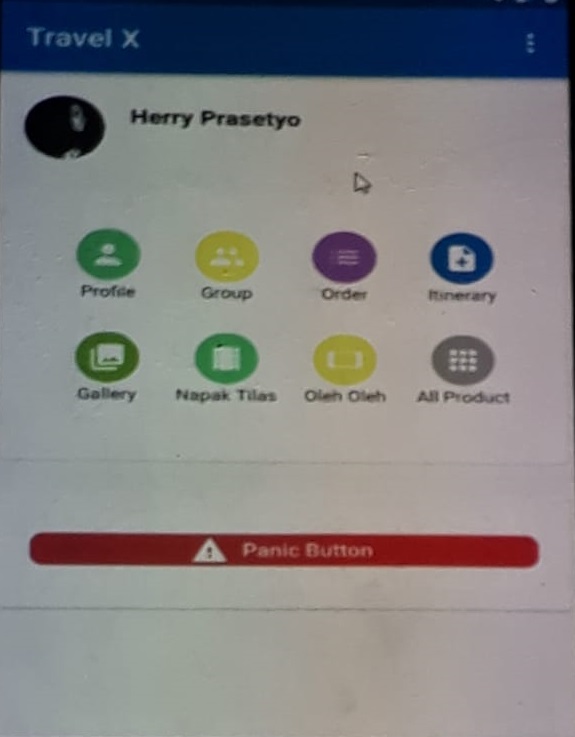 Travel X
Herry Prasetyo
Profile Group Order Itinerary
Gallery Napak Tilas Oleh Oleh All Product
Panic Button